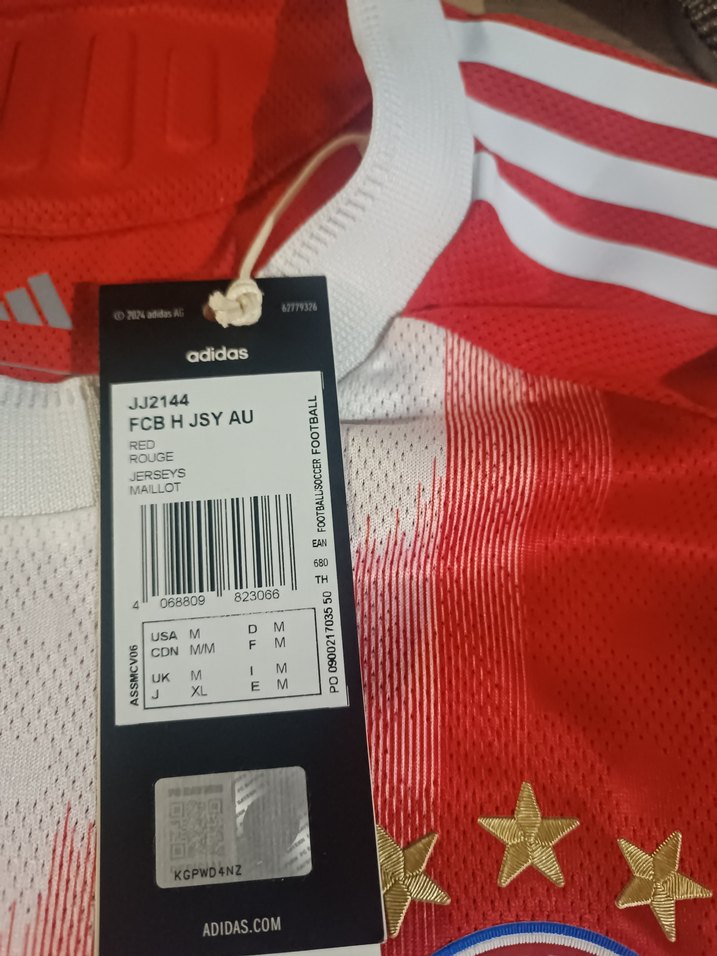 © 2024 adidas AG
62779326
adidas
JJ2144
FCB H JSY AU
RED
ROUGE
JERSEYS
MAILLOT
FOOTBALL/SOCCER FOOTBALL
EAN
680
TH
4 068809 823066
ASSMCV06
USA M D M
CDN M/M F M
UK M I M
J XL E M
PO 0900217035 50
KGPWD4NZ
ADIDAS.COM